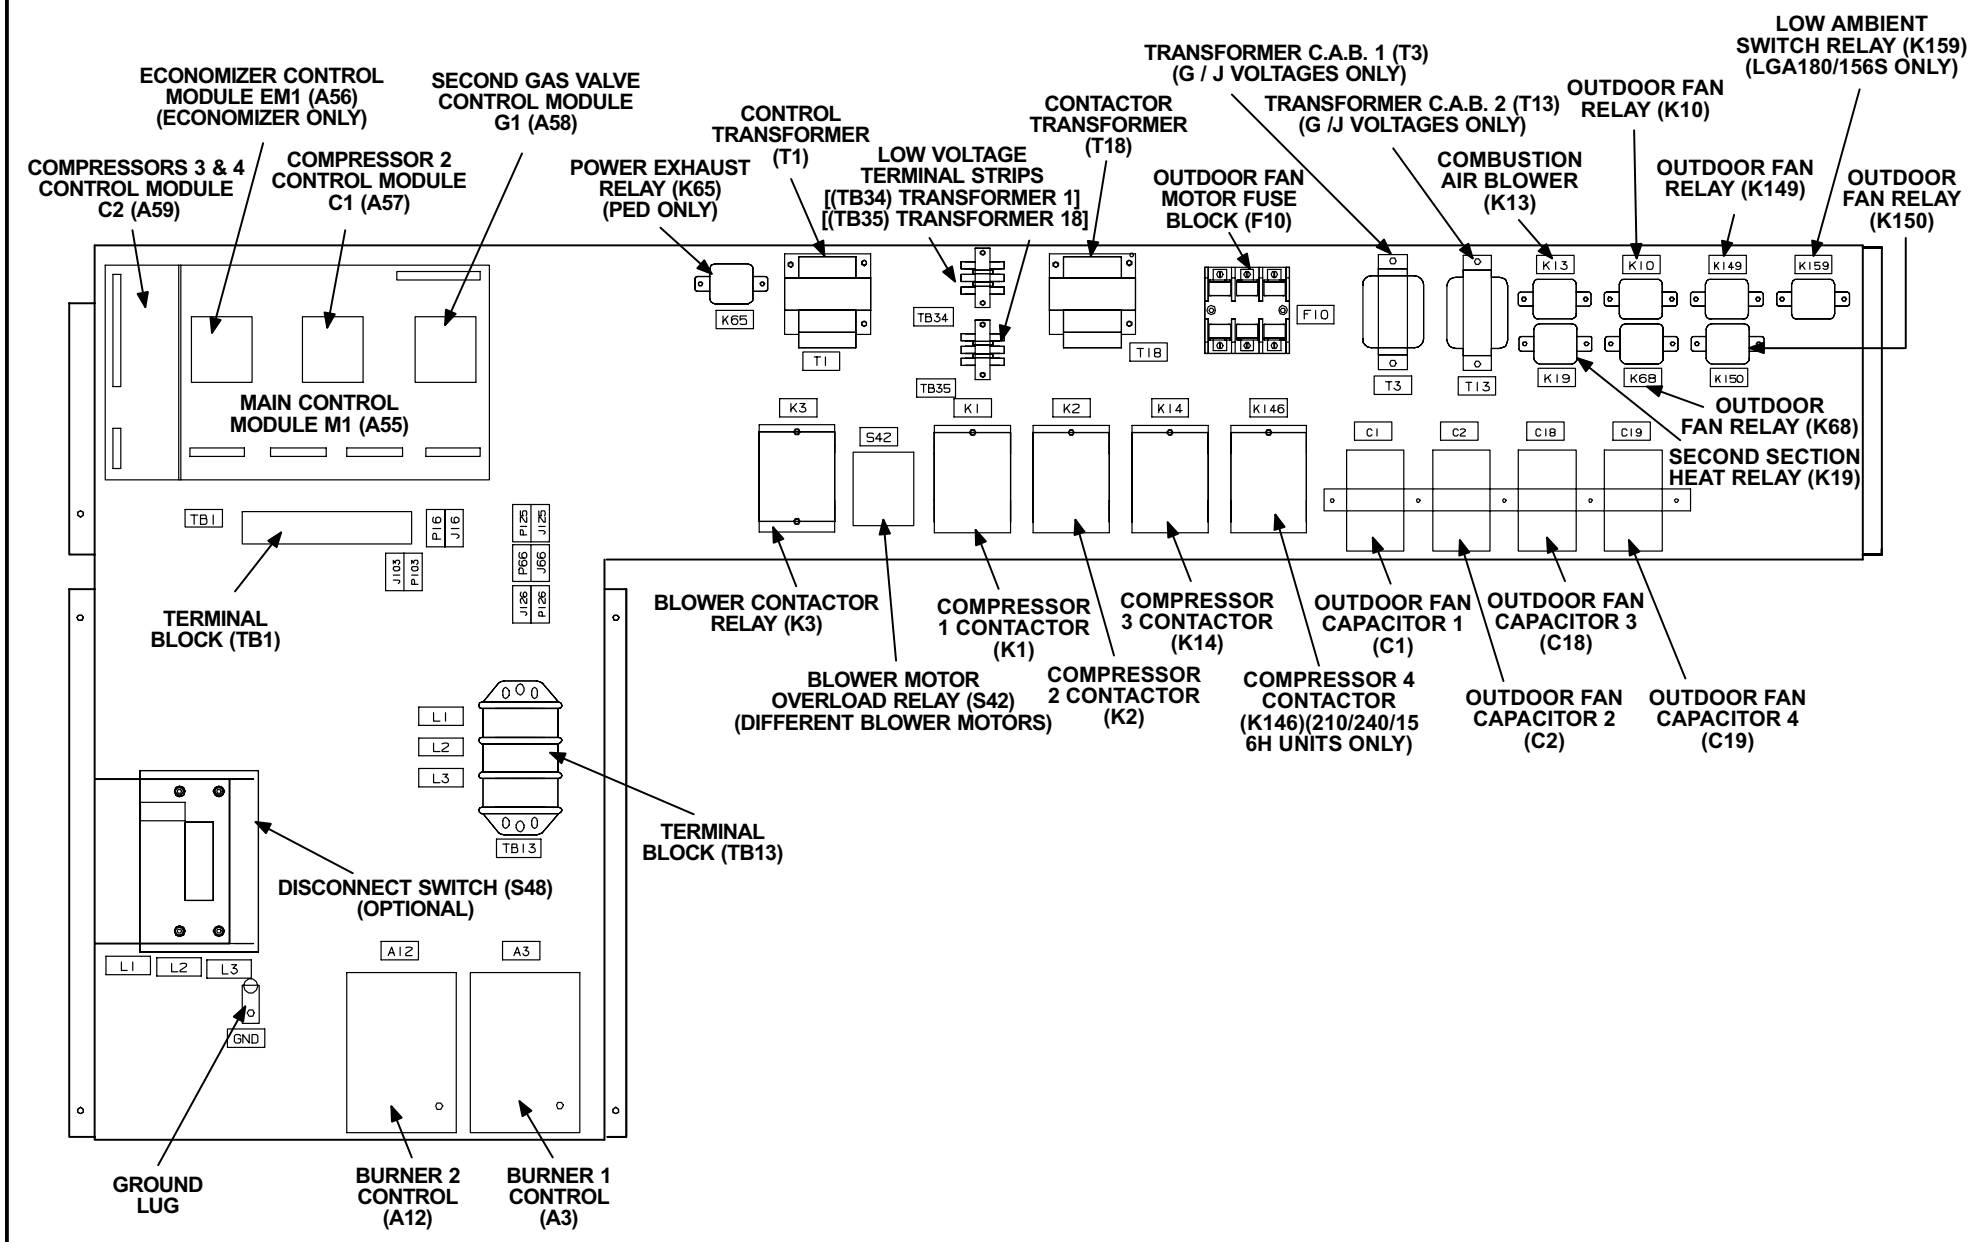 ECONOMIZER CONTROL
MODULE EM1 (A56)
(ECONOMIZER ONLY)
SECOND GAS VALVE
CONTROL MODULE
G1 (A58)
COMPRESSORS 3 & 4
CONTROL MODULE
C2 (A59)
COMPRESSOR 2
CONTROL MODULE
C1 (A57)
POWER EXHAUST
RELAY (K65)
(PED ONLY)
CONTROL
TRANSFORMER
(T1)
LOW VOLTAGE
TERMINAL STRIPS
[(TB34) TRANSFORMER 1]
[(TB35) TRANSFORMER 18]
CONTACTOR
TRANSFORMER
(T18)
TRANSFORMER C.A.B. 1 (T3)
(G / J VOLTAGES ONLY)
TRANSFORMER C.A.B. 2 (T13)
(G /J VOLTAGES ONLY)
OUTDOOR FAN
MOTOR FUSE
BLOCK (F10)
COMBUSTION
AIR BLOWER
(K13)
OUTDOOR FAN
RELAY (K10)
LOW AMBIENT
SWITCH RELAY (K159)
(LGA180/156S ONLY)
OUTDOOR FAN
RELAY (K149)
OUTDOOR
FAN RELAY
(K150)
K65
T1
TB34
TB35
T18
F10
T3
T13
K13
K10
K149
K159
K19
K68
K150
MAIN CONTROL
MODULE M1 (A55)
OUTDOOR
FAN RELAY (K68)
SECOND SECTION
HEAT RELAY (K19)
K3
S42
K1
K2
K14
K146
C1
C2
C18
C19
TB1
P16
J16
J103
P103
P125
J125
P66
J66
J126
P126
TERMINAL
BLOCK (TB1)
BLOWER CONTACTOR
RELAY (K3)
BLOWER MOTOR
OVERLOAD RELAY (S42)
(DIFFERENT BLOWER MOTORS)
COMPRESSOR
1 CONTACTOR
(K1)
COMPRESSOR
2 CONTACTOR
(K2)
COMPRESSOR
3 CONTACTOR
(K14)
COMPRESSOR 4
CONTACTOR
(K146)(210/240/15
6H UNITS ONLY)
OUTDOOR FAN
CAPACITOR 1
(C1)
OUTDOOR FAN
CAPACITOR 2
(C2)
OUTDOOR FAN
CAPACITOR 3
(C18)
OUTDOOR FAN
CAPACITOR 4
(C19)
L1
L2
L3
TB13
TERMINAL
BLOCK (TB13)
DISCONNECT SWITCH (S48)
(OPTIONAL)
A12
A3
L1
L2
L3
GND
GROUND
LUG
BURNER 2
CONTROL
(A12)
BURNER 1
CONTROL
(A3)